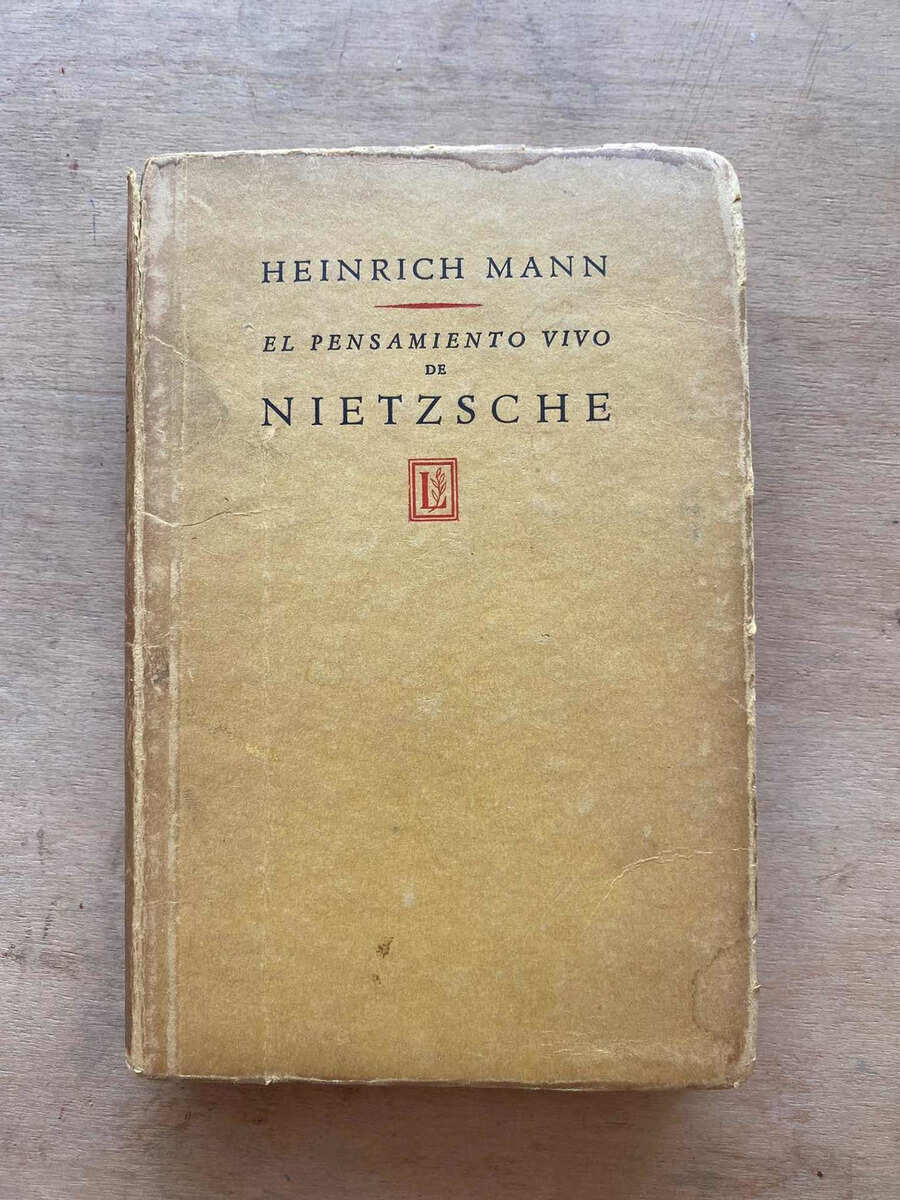 HEINRICH MANN
EL PENSAMIENTO VIVO
DE
NIETZSCHE
L